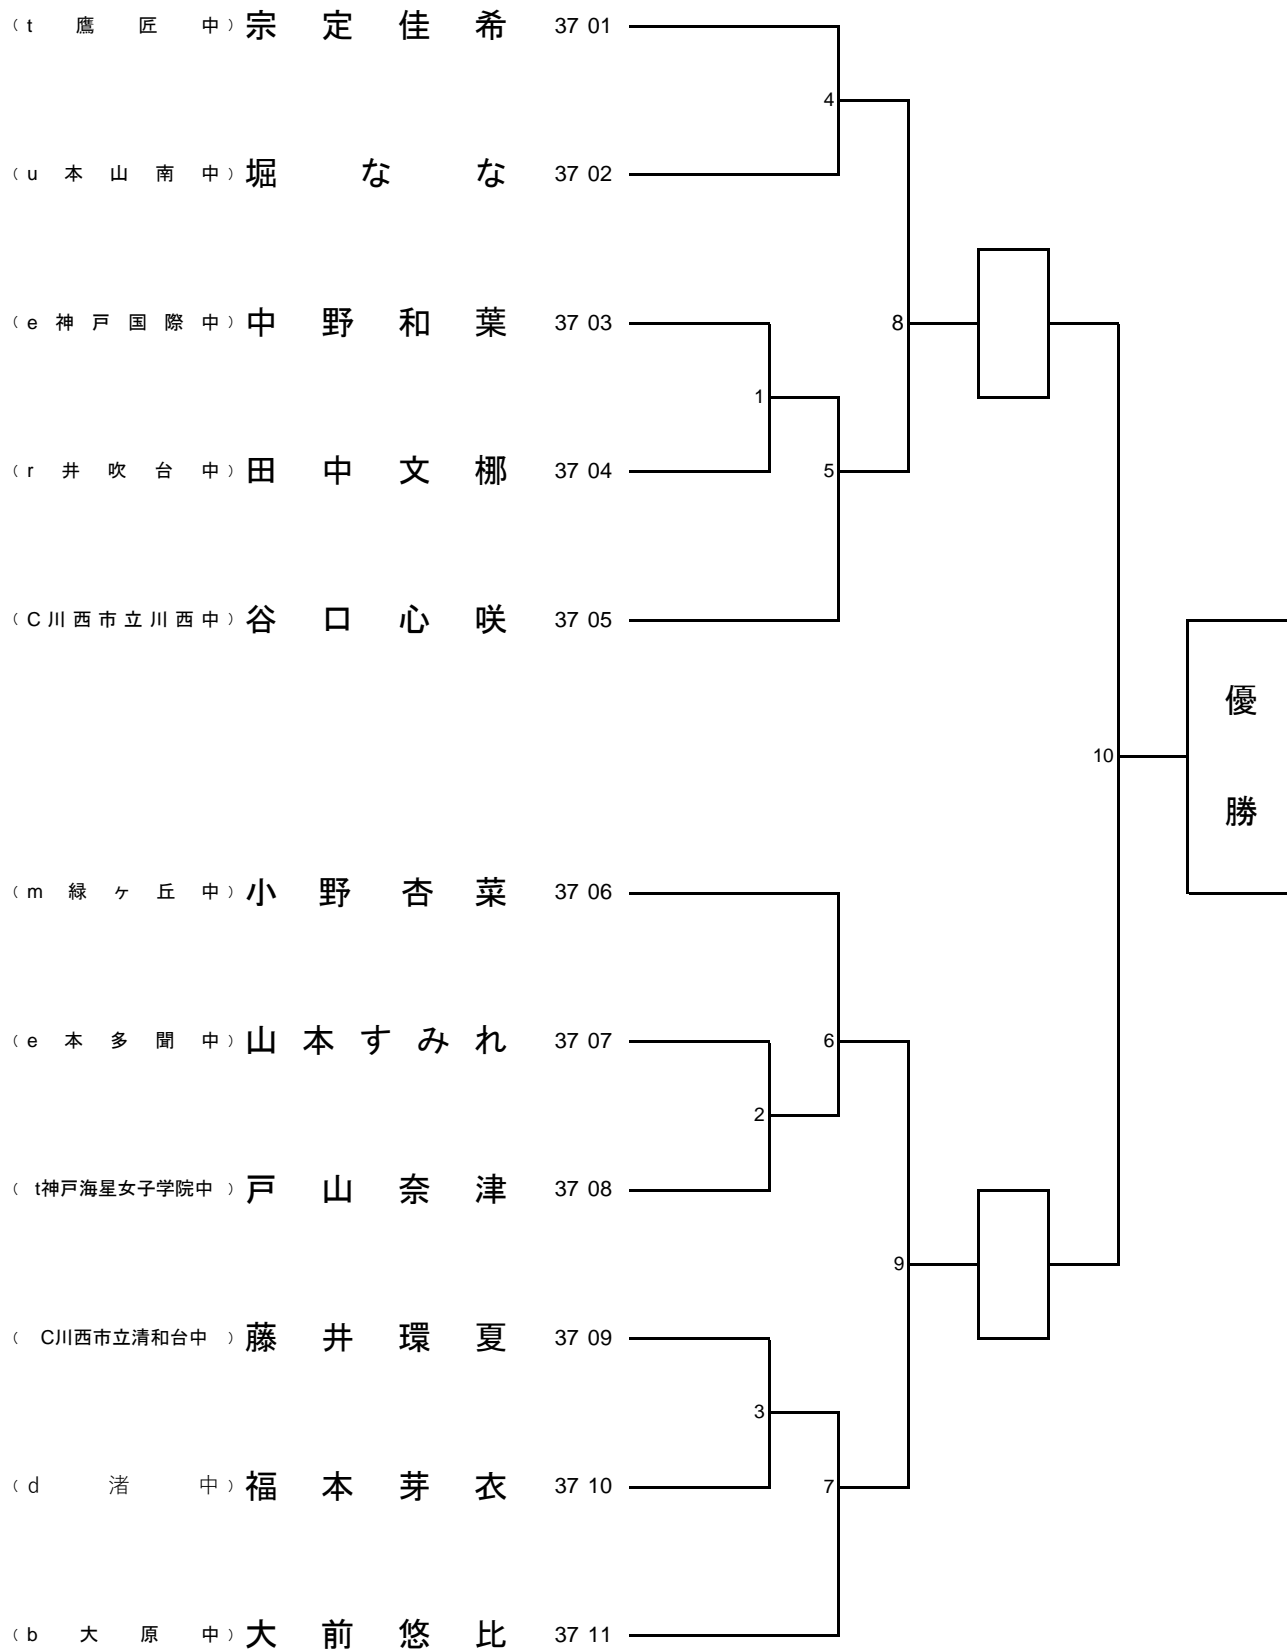 （t 鷹匠中） 宗定佳希 37 01
4
（u 本山南中） 堀なな 37 02
（e 神戸国際中） 中野和葉 37 03
8
1
（r 井吹台中） 田中文梛 37 04
5
（C川西市立川西中） 谷口心咲 37 05
優
10
勝
（m 緑ヶ丘中） 小野杏菜 37 06
（e 本多聞中） 山本すみれ 37 07
6
2
（t神戸海星女子学院中） 戸山奈津 37 08
9
（C川西市立清和台中） 藤井環夏 37 09
3
（d 渚中） 福本芽衣 37 10
7
（b 大原中） 大前悠比 37 11